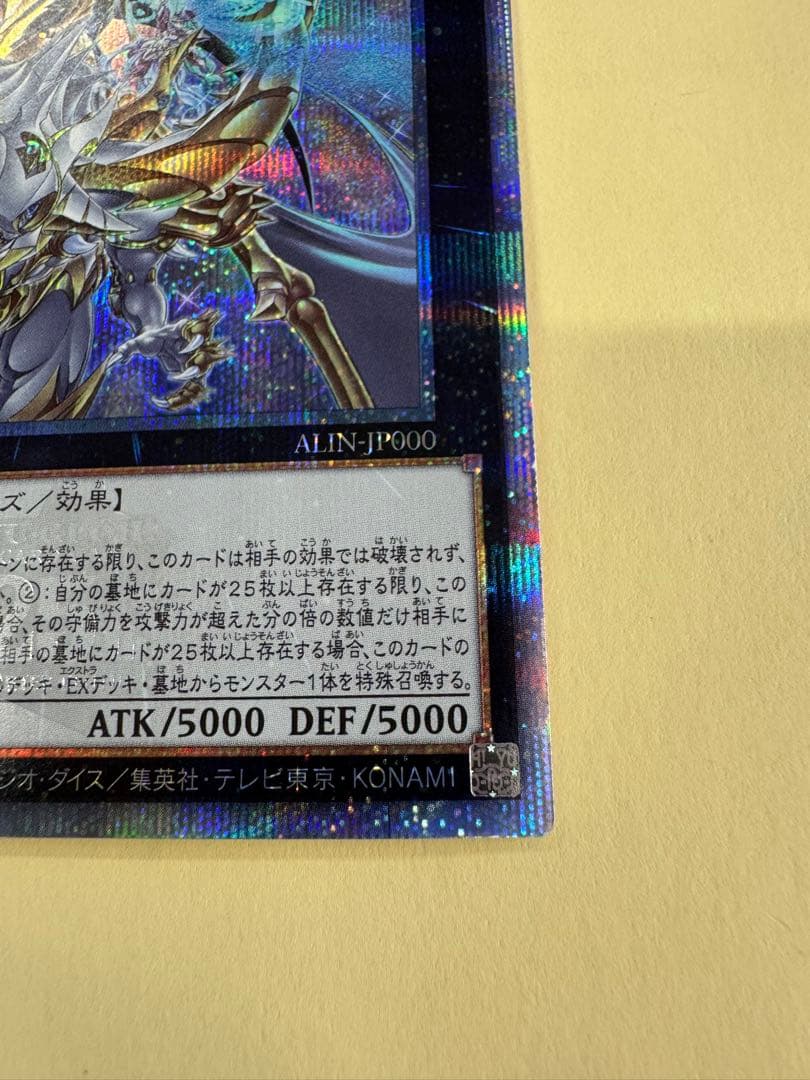 ALIN-JP000
ズ/効果】
ーンに存在する限り、このカードは相手の効果では破壊されず、
。②:自分の墓地にカードが25枚以上存在する限り、この
場合、その守備力を攻撃力が超えた分の倍の数値だけ相手に
相手の墓地にカードが25枚以上存在する場合、このカードの
デッキ・EXデッキ・墓地からモンスター1体を特殊召喚する。
ATK/5000 DEF/5000
ジオ・ダイス/集英社・テレビ東京・KONAMI